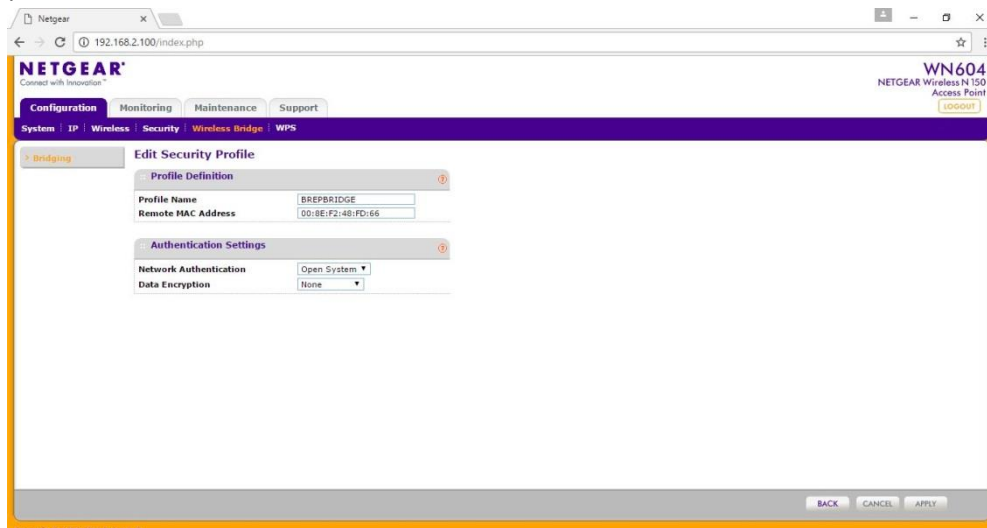 Netgear
192.168.2.100/index.php
NETGEAR®
Connect with Innovation™
WN604
NETGEAR Wireless N 150
Access Point
LOGOUT
Configuration Monitoring Maintenance Support
System IP Wireless Security Wireless Bridge WPS
Bridging
Edit Security Profile
Profile Definition
Profile Name BREPBRIDGE
Remote MAC Address 00:8E:F2:48:FD:66
Authentication Settings
Network Authentication Open System
Data Encryption None
BACK CANCEL APPLY